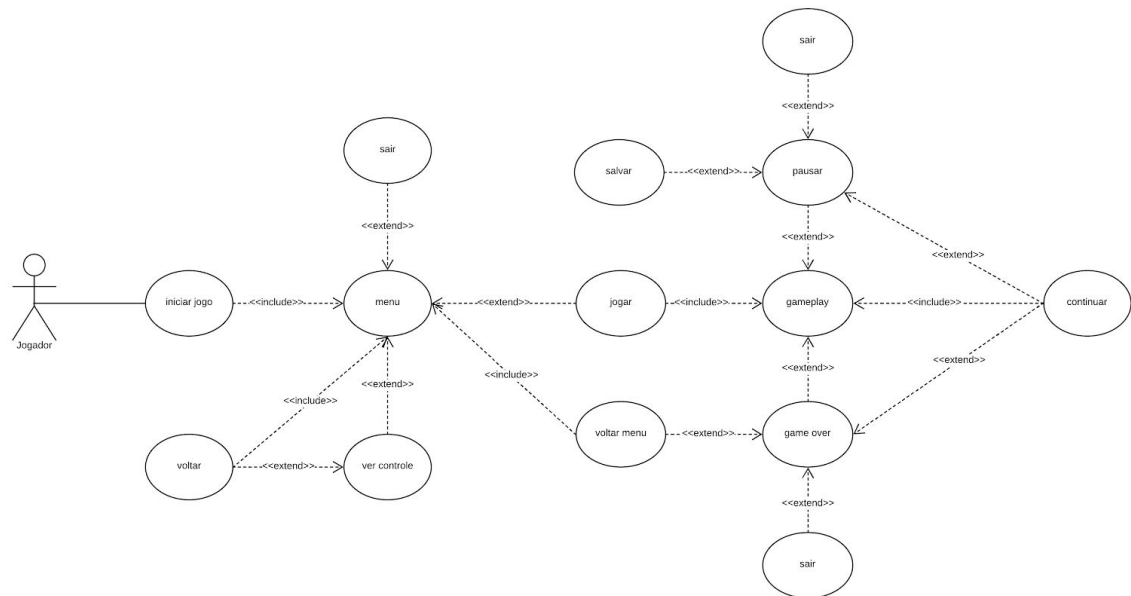 sair
<<extend>>
sair
salvar
<<extend>>
pausar
<<extend>>
<<extend>>
<<extend>>
iniciar jogo
<<include>>
menu
<<extend>>
jogar
<<include>>
gameplay
<<include>>
continuar
Jogador
<<include>>
<<extend>>
<<extend>>
<<extend>>
<<include>>
voltar menu
<<extend>>
game over
voltar
<<extend>>
ver controle
<<extend>>
sair